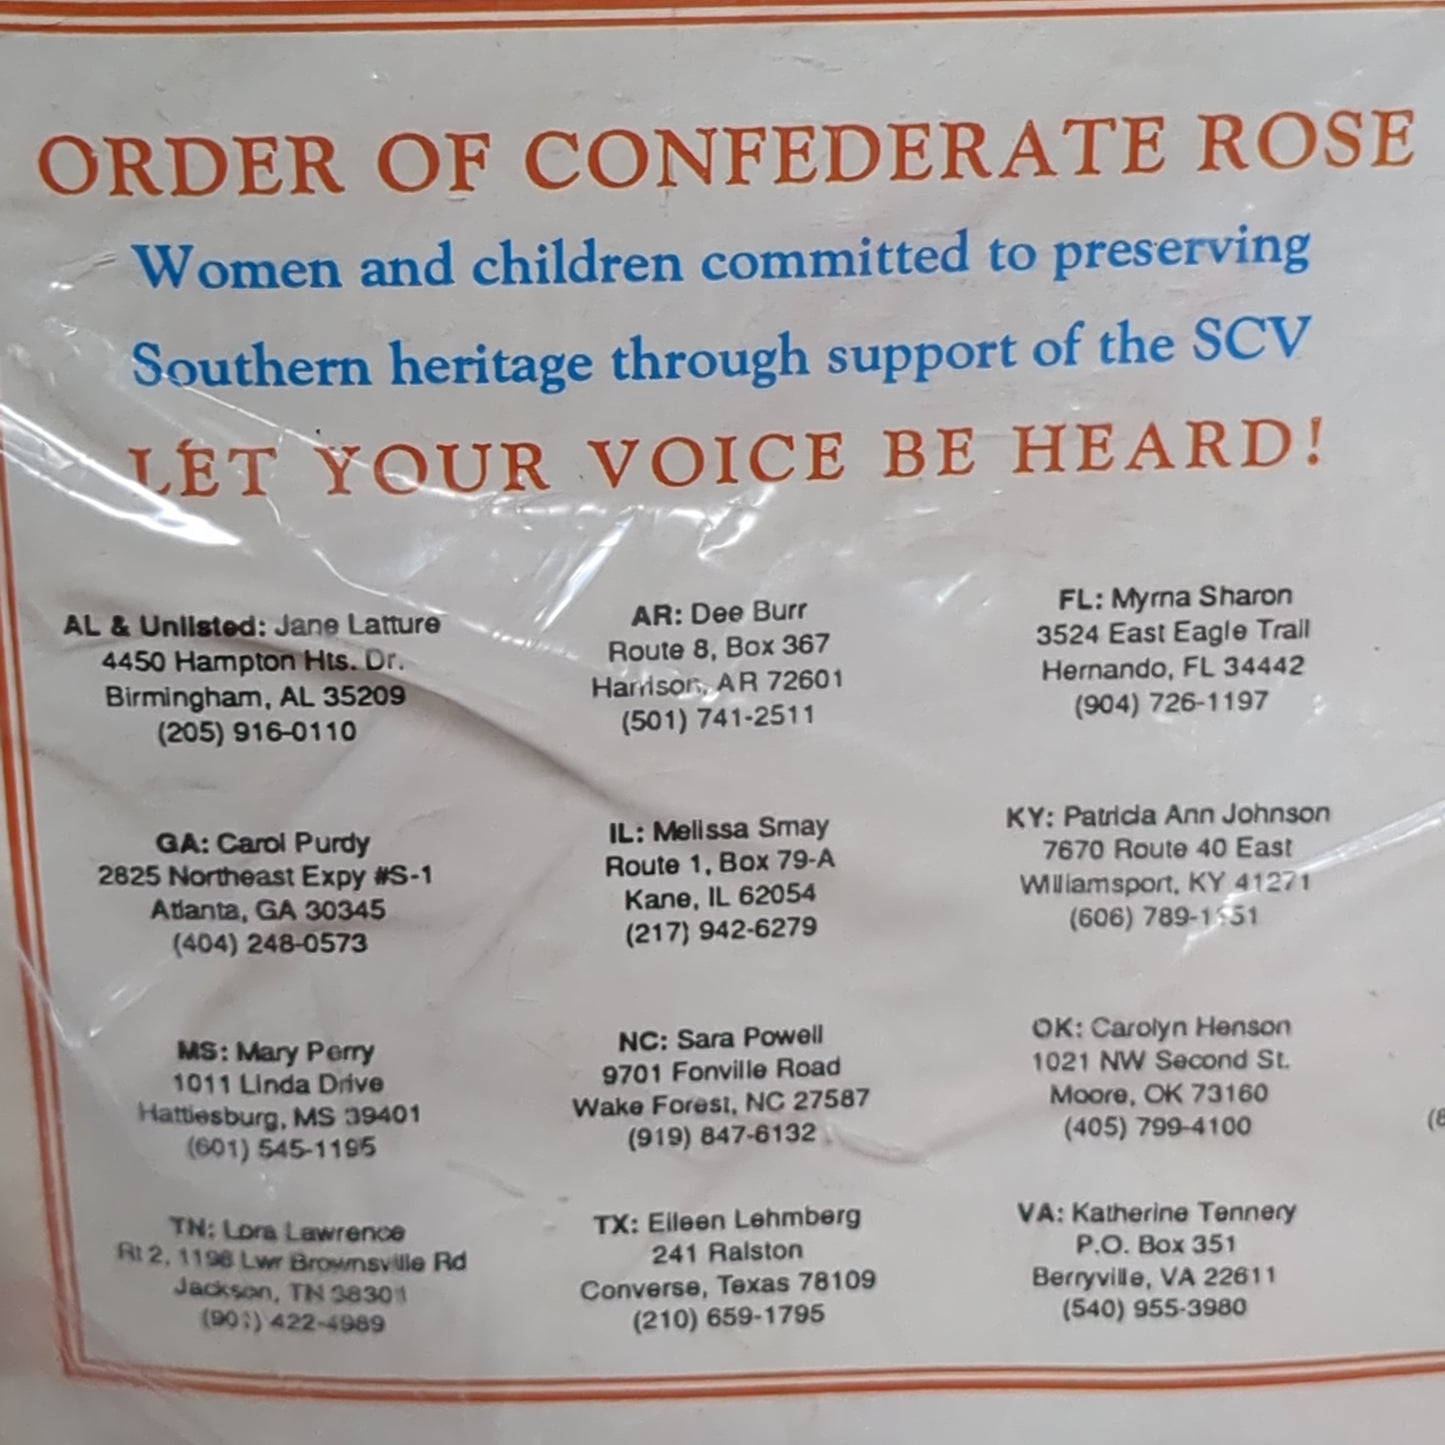 ORDER OF CONFEDERATE ROSE
Women and children committed to preserving
Southern heritage through support of the SCV
LET YOUR VOICE BE HEARD!
AL & Unlisted: Jane Latture
4450 Hampton Hts. Dr.
Birmingham, AL 35209
(205) 916-0110
AR: Dee Burr
Route 8, Box 367
Harrison, AR 72601
(501) 741-2511
FL: Myrna Sharon
3524 East Eagle Trail
Hernando, FL 34442
(904) 726-1197
GA: Carol Purdy
2825 Northeast Expy #S-1
Atlanta, GA 30345
(404) 248-0573
IL: Melissa Smay
Route 1, Box 79-A
Kane, IL 62054
(217) 942-6279
KY: Patricia Ann Johnson
7670 Route 40 East
Williamsport, KY 41271
(606)
MS: Mary Perry
1011 Linda Drive
Hattiesburg, MS 39401
(601) 545-1195
NC: Sara Powell
9701 Fonville Road
Wake Forest, NC 27587
(919) 847-6132
OK: Carolyn Henson
1021 NW Second St.
Moore, OK 73160
(405) 799-4100
TN: Lora Lawrence
Rt 2, 1196 Lwr Brownsville Rd
Jackson, TN 38301
422-4989
TX: Eileen Lehmberg
241 Ralston
Converse, Texas 78109
(210) 659-1795
VA: Katherine Tennery
P.O. Box 351
Berryville, VA 22611
(540) 955-3980